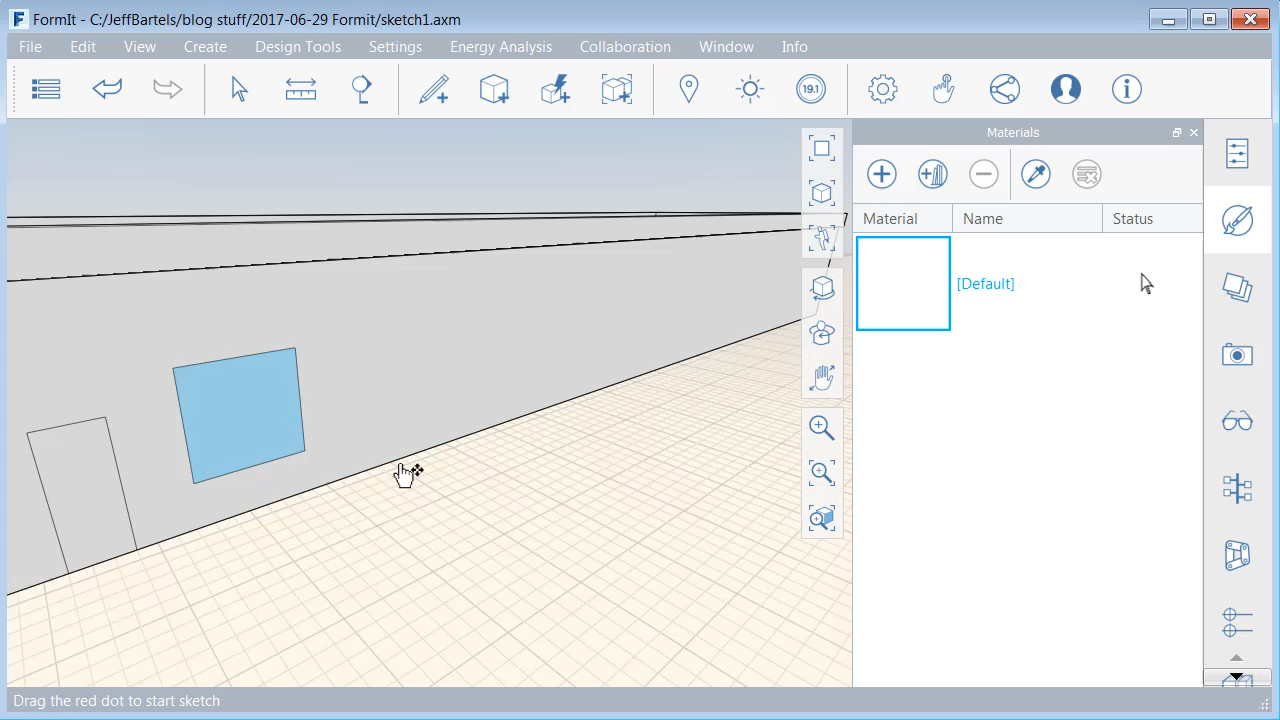 FormIt - C:/JeffBartels/blog stuff/2017-06-29 Formit/sketch1.axm
File Edit View Create Design Tools Settings Energy Analysis Collaboration Window Info
19.1
Materials
Material Name Status
[Default]
Drag the red dot to start sketch